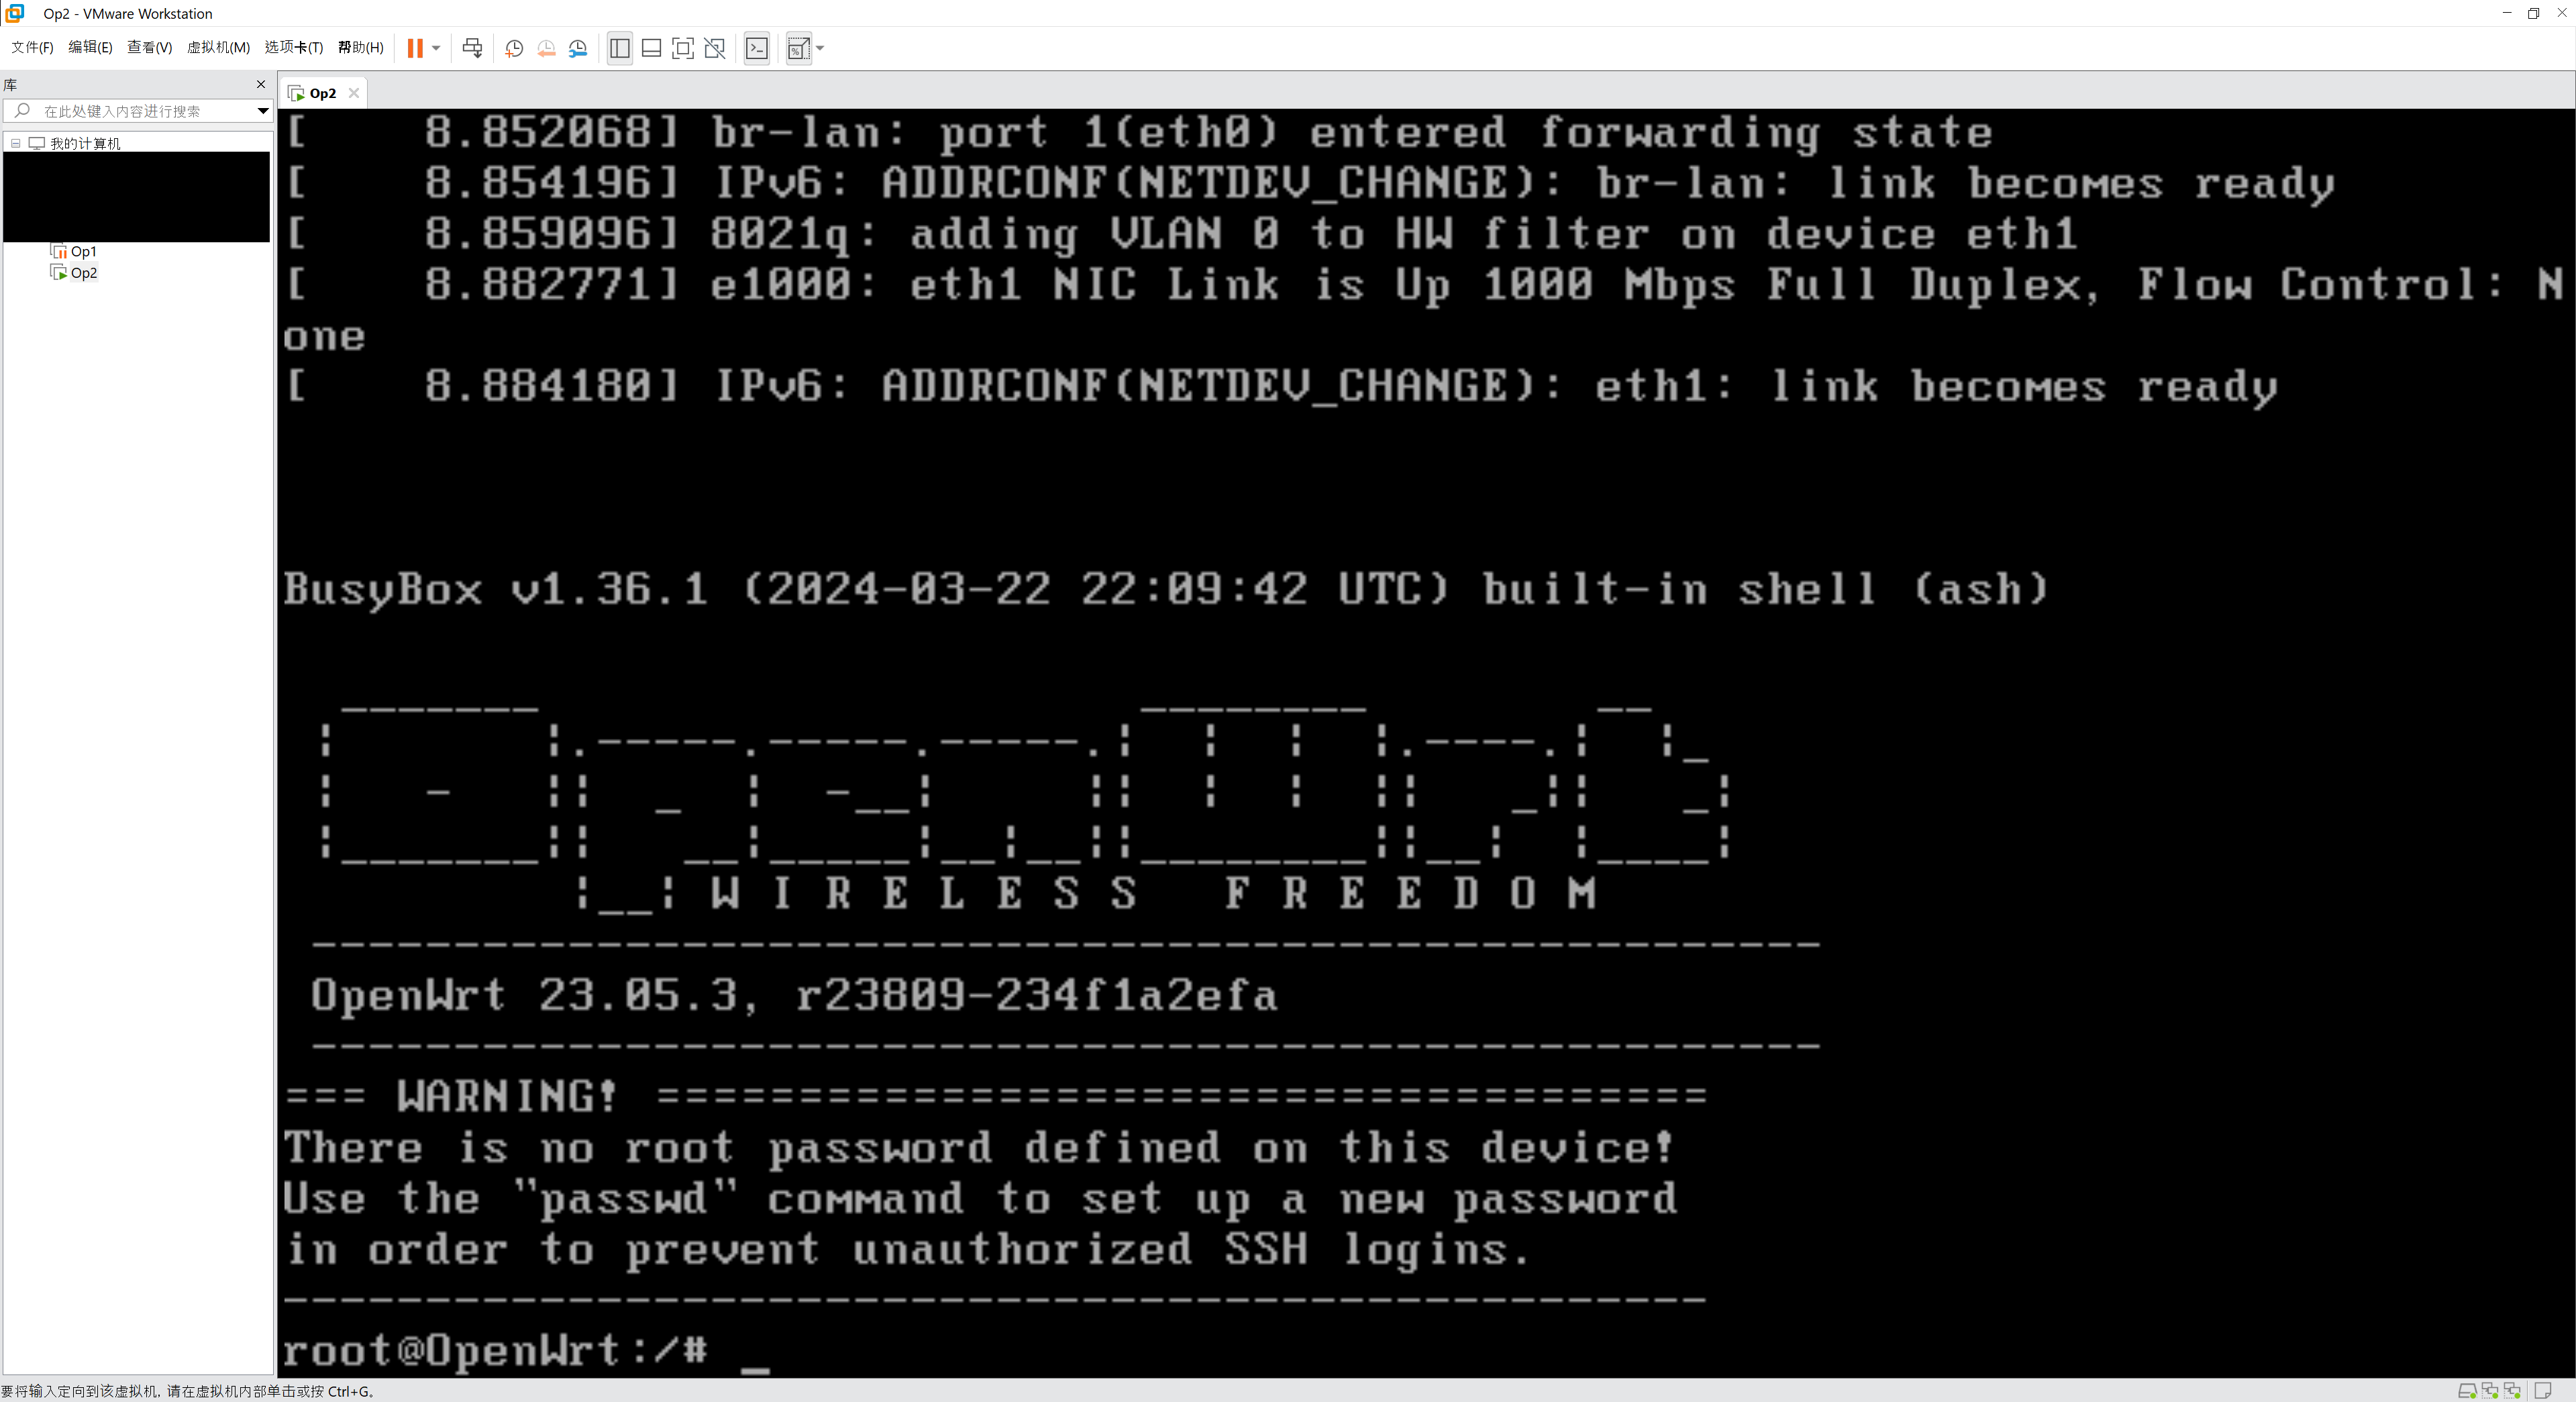 Op2 - VMware Workstation
文件(F) 编辑(E) 查看(V) 虚拟机(M) 选项卡(T) 帮助(H)
库
在此处键入内容进行搜索
我的计算机
Op1
Op2
Op2
[    8.852068] br-lan: port 1(eth0) entered forwarding state
[    8.854196] IPv6: ADDRCONF(NETDEV_CHANGE): br-lan: link becomes ready
[    8.859096] 8021q: adding VLAN 0 to HW filter on device eth1
[    8.882771] e1000: eth1 NIC Link is Up 1000 Mbps Full Duplex, Flow Control: N
one
[    8.884180] IPv6: ADDRCONF(NETDEV_CHANGE): eth1: link becomes ready
BusyBox v1.36.1 (2024-03-22 22:09:42 UTC) built-in shell (ash)
OpenWrt
W I R E L E S S   F R E E D O M
-----------------------------------------------------
OpenWrt 23.05.3, r23809-234f1a2efa
-----------------------------------------------------
=== WARNING! =====================================
There is no root password defined on this device!
Use the "passwd" command to set up a new password
in order to prevent unauthorized SSH logins.
--------------------------------------------------
root@OpenWrt:/# _
要将输入定向到该虚拟机, 请在虚拟机内部单击或按 Ctrl+G。